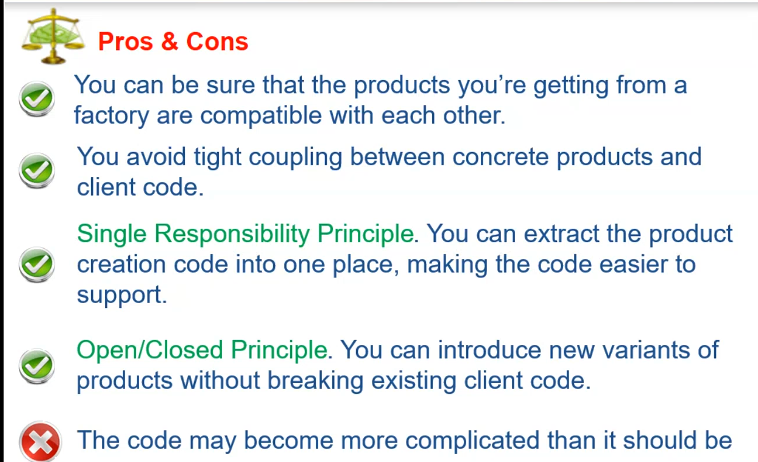 Pros & Cons
You can be sure that the products you’re getting from a
factory are compatible with each other.
You avoid tight coupling between concrete products and
client code.
Single Responsibility Principle. You can extract the product
creation code into one place, making the code easier to
support.
Open/Closed Principle. You can introduce new variants of
products without breaking existing client code.
The code may become more complicated than it should be